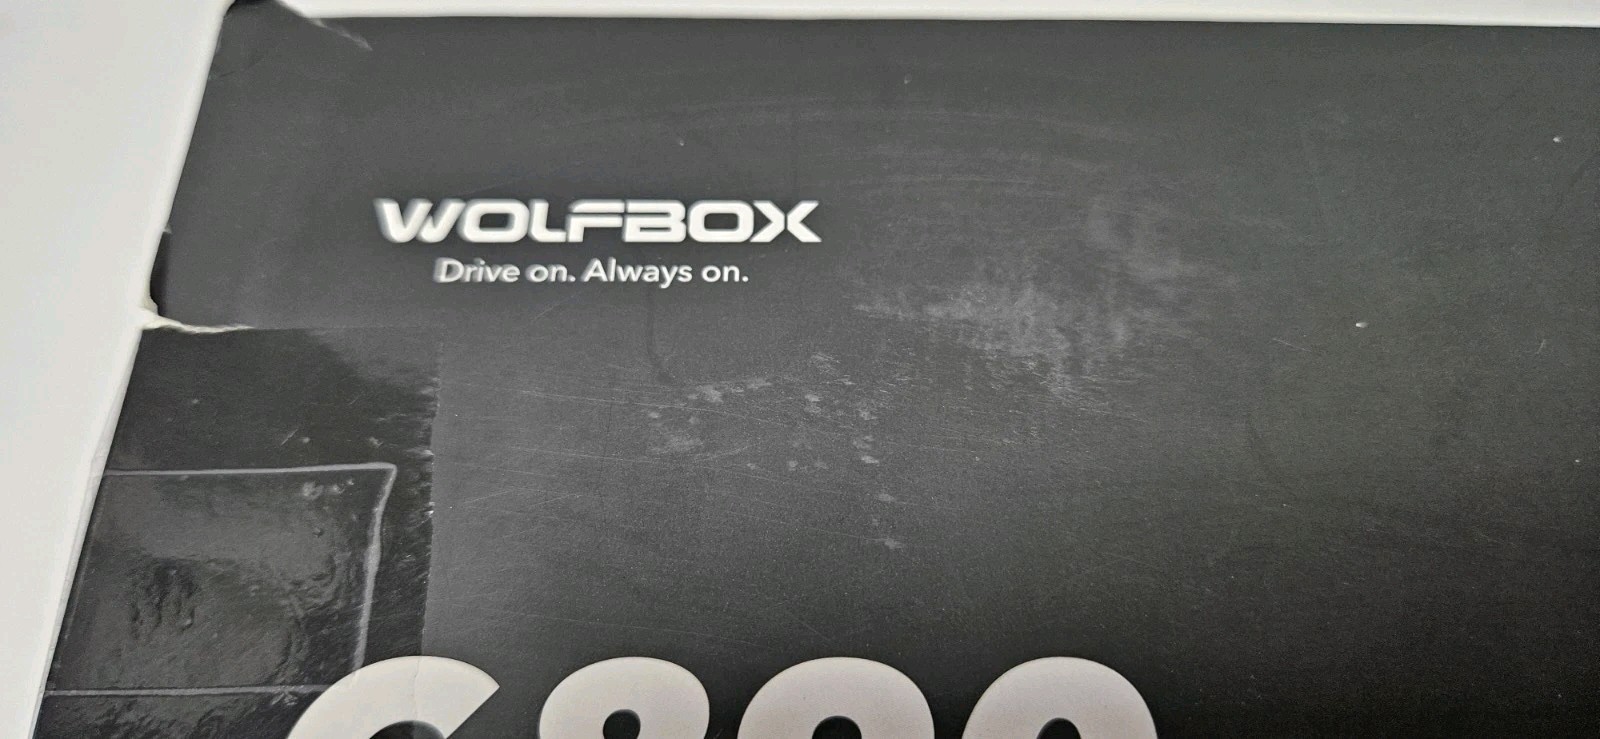 WOLFBOX
Drive on. Always on.